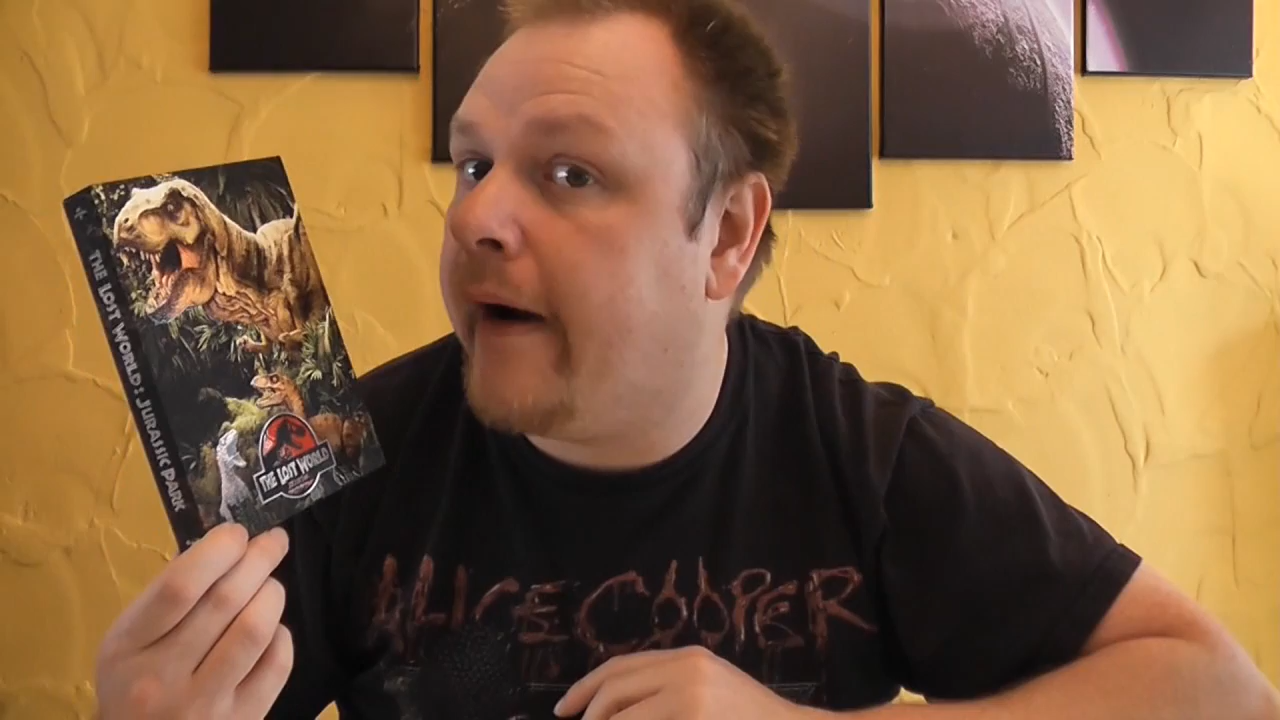 THE LOST WORLD: JURASSIC PARK
THE LOST WORLD
ALICE COOPER